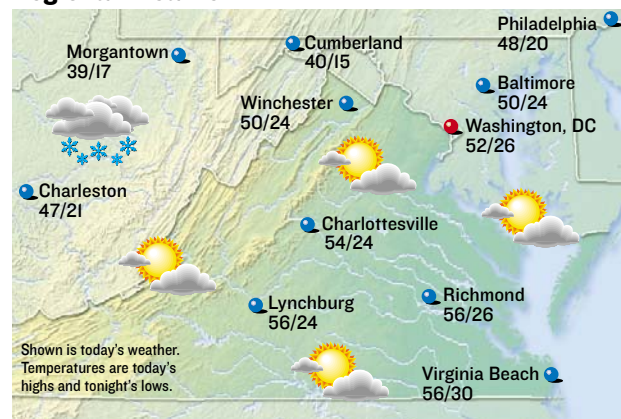 Philadelphia
48/20
Morgantown
39/17
Cumberland
40/15
Baltimore
50/24
Winchester
50/24
Washington, DC
52/26
Charleston
47/21
Charlottesville
54/24
Lynchburg
56/24
Richmond
56/26
Shown is today's weather.
Temperatures are today's
highs and tonight's lows.
Virginia Beach
56/30